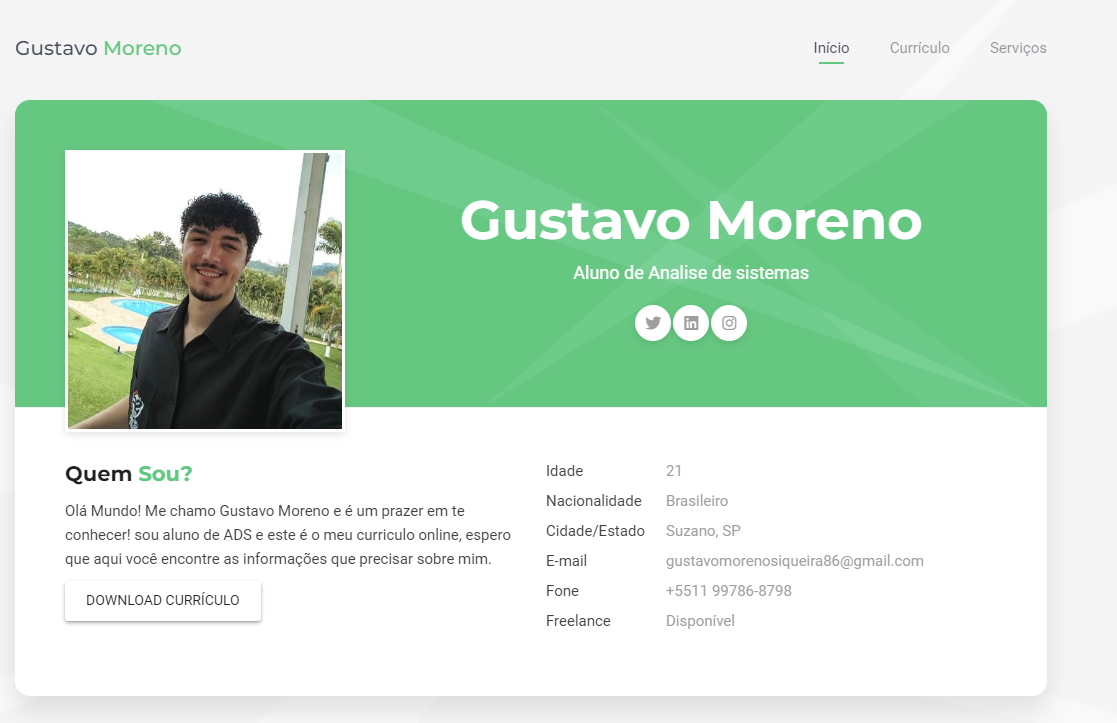 Gustavo Moreno
Início Currículo Serviços
Gustavo Moreno
Aluno de Analise de sistemas
Quem Sou?
Olá Mundo! Me chamo Gustavo Moreno e é um prazer em te
conhecer! sou aluno de ADS e este é o meu curriculo online, espero
que aqui você encontre as informações que precisar sobre mim.
DOWNLOAD CURRÍCULO
Idade 21
Nacionalidade Brasileiro
Cidade/Estado Suzano, SP
E-mail gustavomorenosiqueira86@gmail.com
Fone +5511 99786-8798
Freelance Disponível